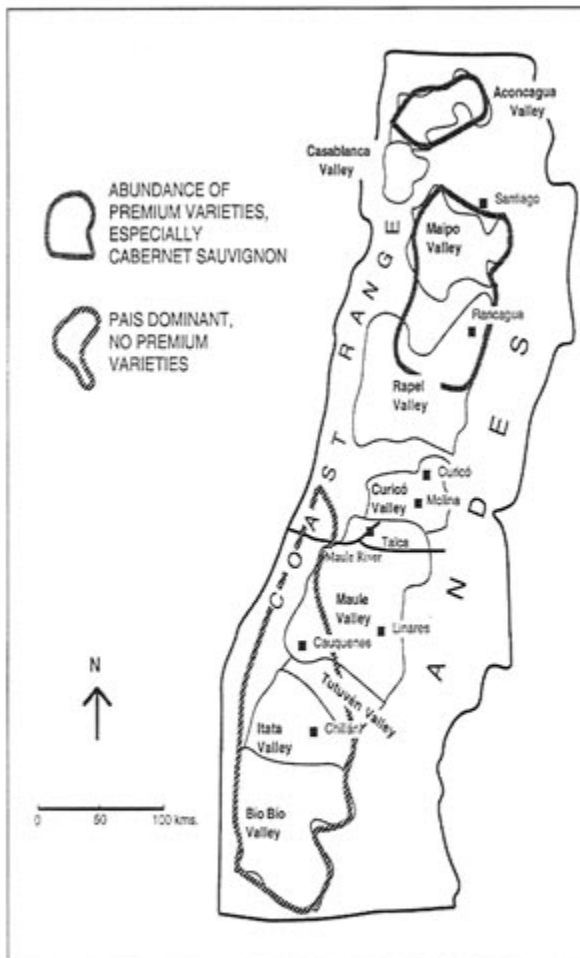 Aconcagua
Valley
Casablanca
Valley
ABUNDANCE OF
PREMIUM VARIETIES,
ESPECIALLY
CABERNET SAUVIGNON
Santiago
Maipo
Valley
PAIS DOMINANT,
NO PREMIUM
VARIETIES
Rancagua
Rapel
Valley
COAST RANGE
ANDES
Curicó
Curicó
Valley
Molina
Talca
Maule River
Maule
Valley
Linares
Cauquenes
Tutuván Valley
N
Itata
Valley
Chillán
Bio Bio
Valley
0 50 100 kms.